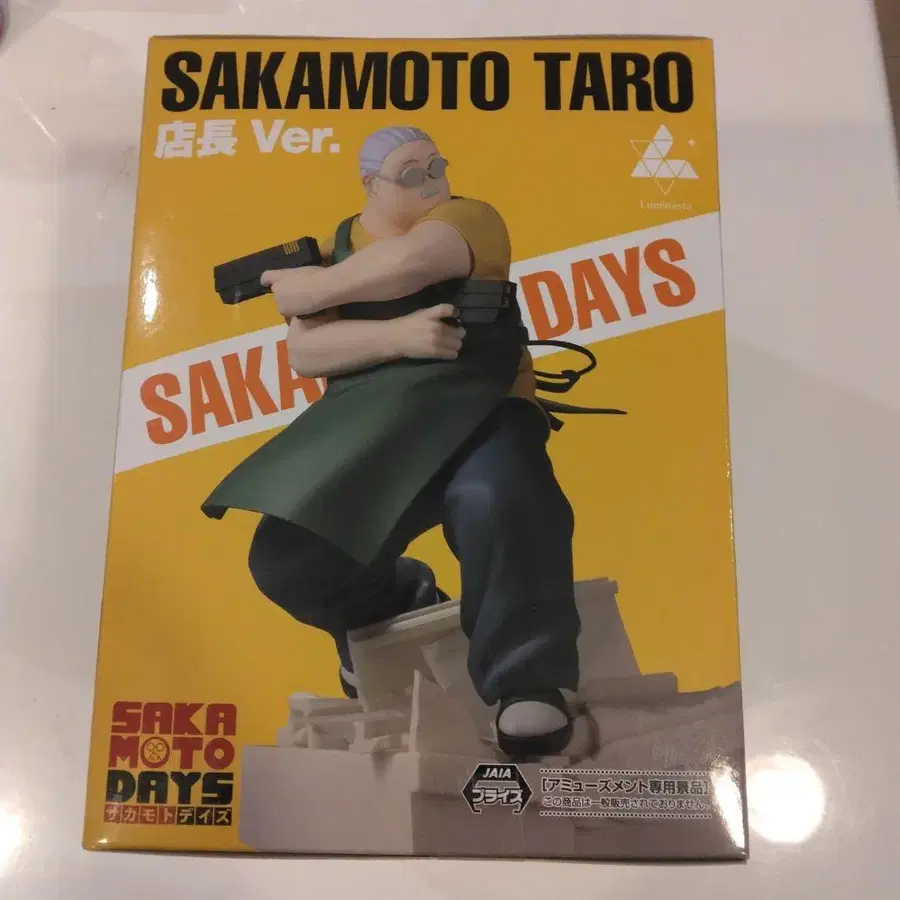 SAKAMOTO TARO
店長 Ver.
Luminasta
SAKA DAYS
SAKA
MOTO
DAYS
サカモトデイズ
JAIA
プライズ
【アミューズメント専用景品】
この商品は一般販売されておりません。